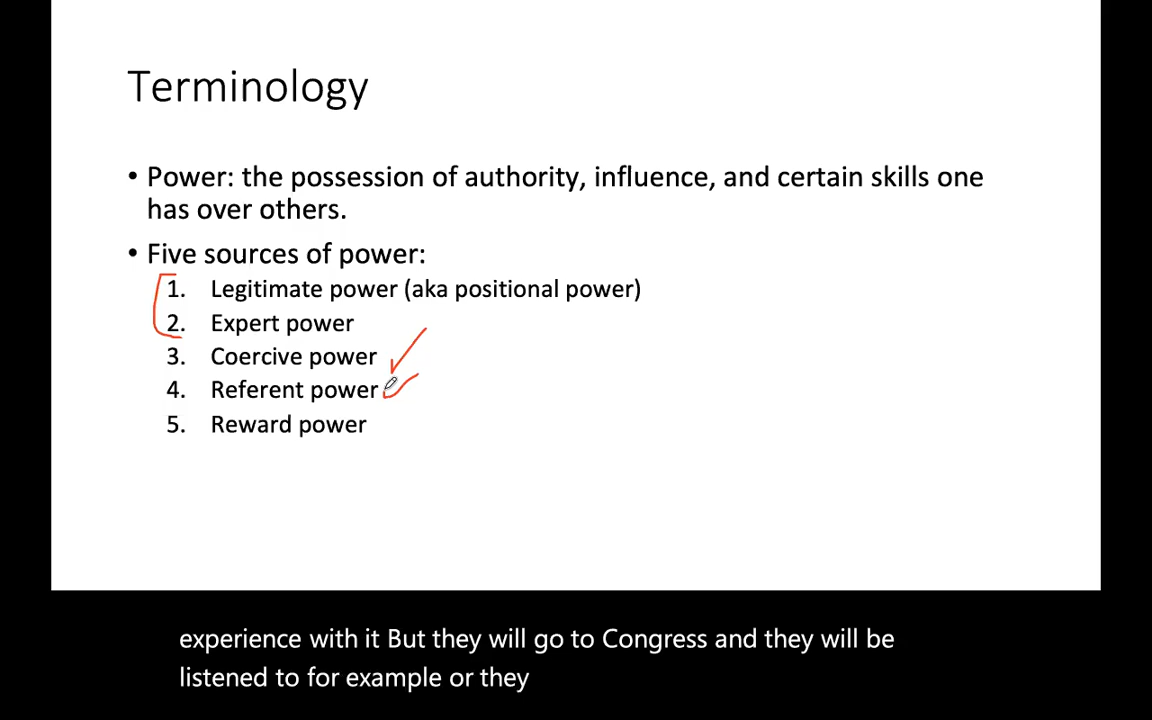 Terminology
• Power: the possession of authority, influence, and certain skills one
has over others.
• Five sources of power:
1. Legitimate power (aka positional power)
2. Expert power
3. Coercive power
4. Referent power
5. Reward power
experience with it But they will go to Congress and they will be
listened to for example or they